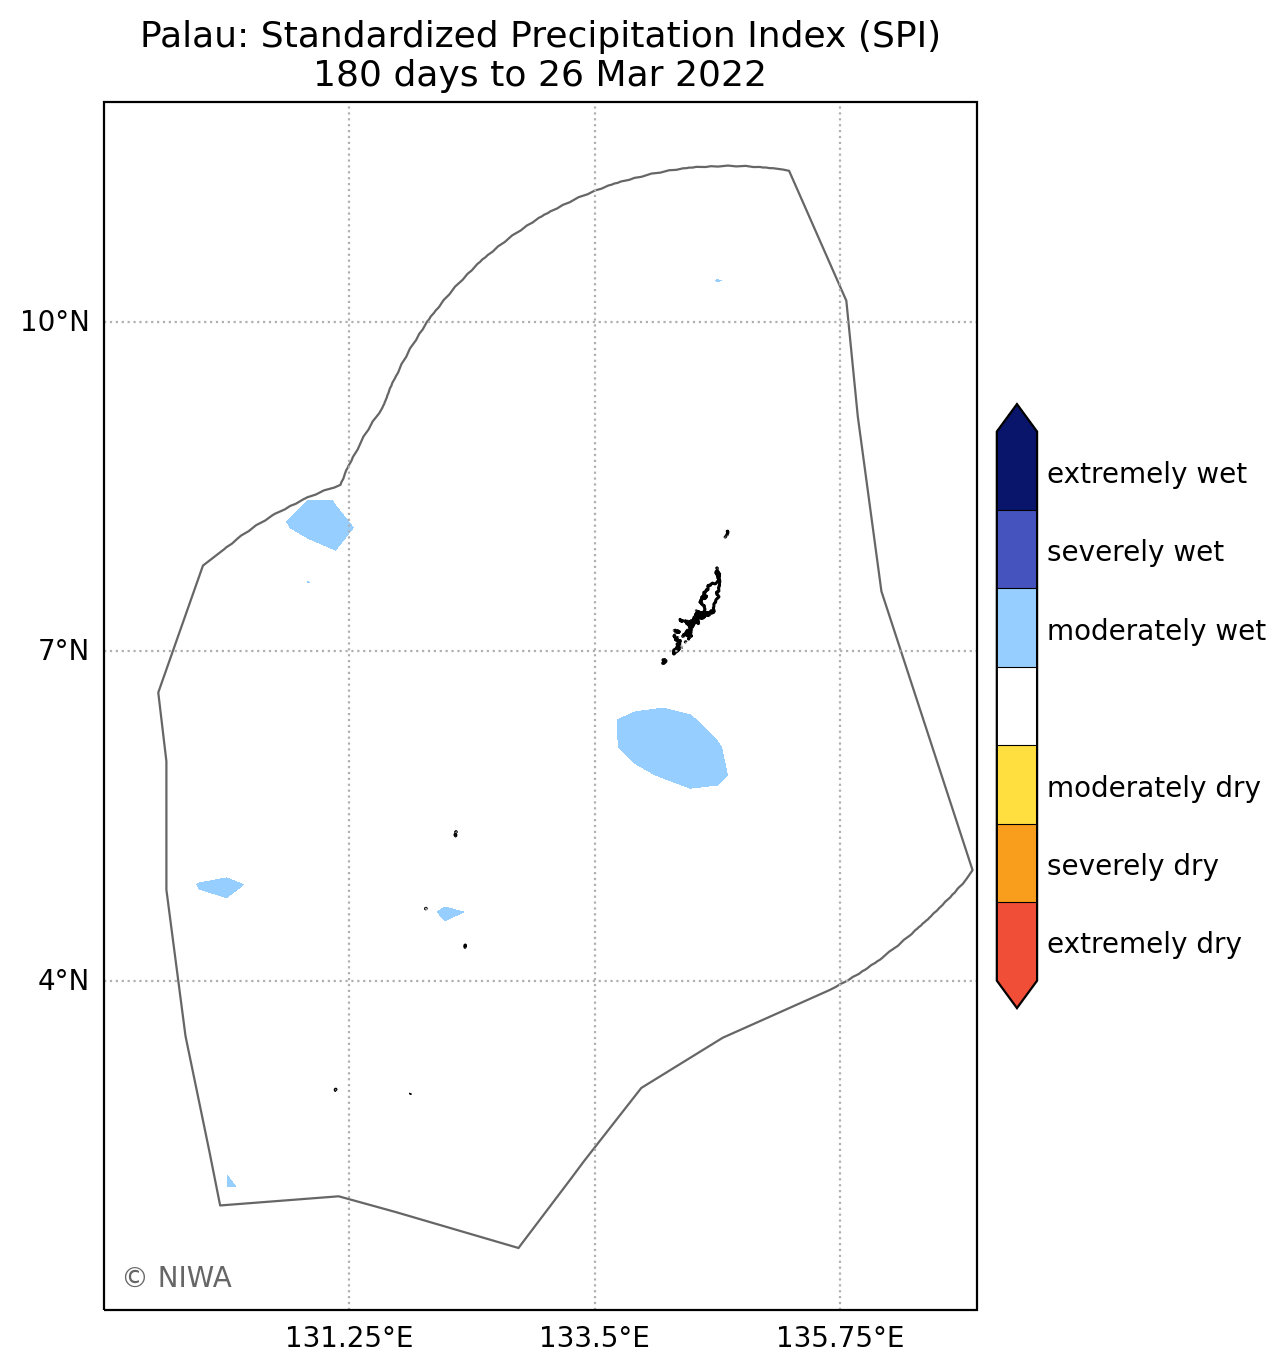 Palau: Standardized Precipitation Index (SPI)
180 days to 26 Mar 2022
10°N
7°N
4°N
131.25°E
133.5°E
135.75°E
extremely wet
severely wet
moderately wet
moderately dry
severely dry
extremely dry
© NIWA